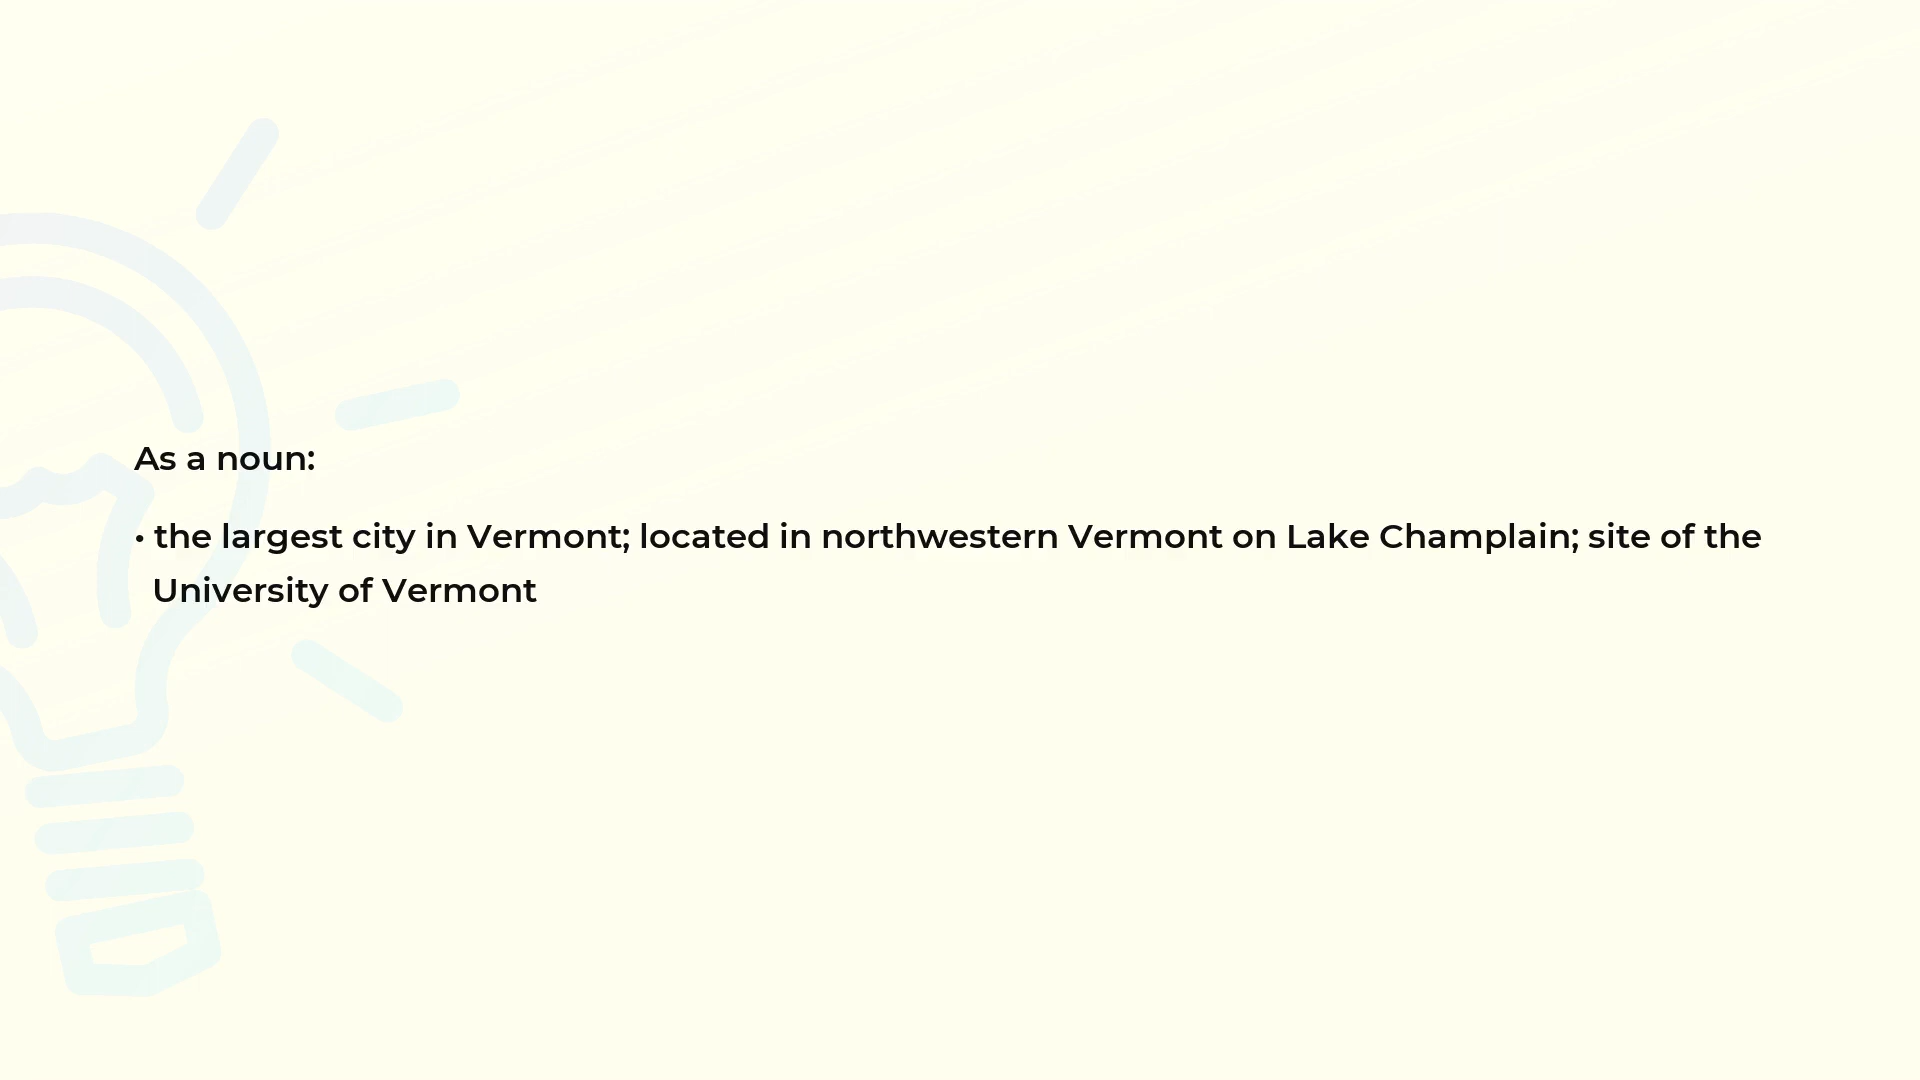 As a noun:
• the largest city in Vermont; located in northwestern Vermont on Lake Champlain; site of the
University of Vermont